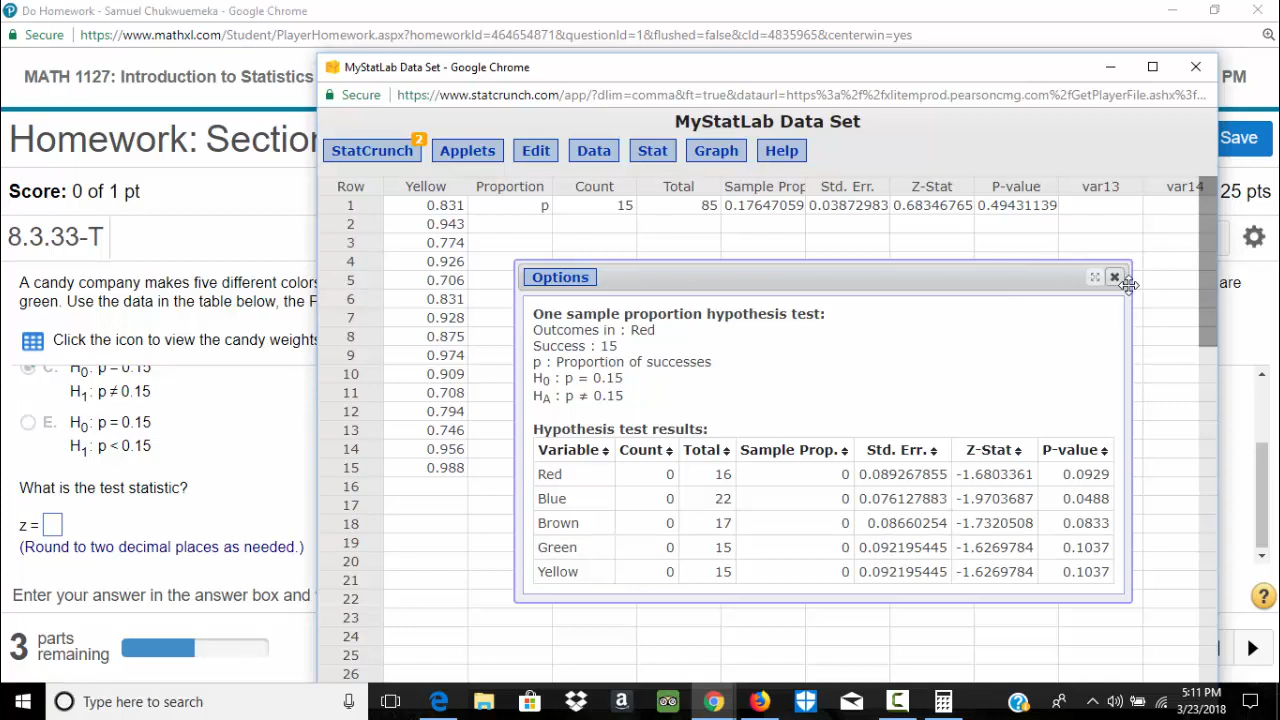 Do Homework - Samuel Chukwuemeka - Google Chrome
Secure https://www.mathxl.com/Student/PlayerHomework.aspx?homeworkId=464654871&questionId=1&flushed=false&cId=4835965&centerwin=yes
MATH 1127: Introduction to Statistics
PM
Homework: Section
Save
Score: 0 of 1 pt
25 pts
8.3.33-T
A candy company makes five different colors
are
green. Use the data in the table below, the P
Click the icon to view the candy weights
C. H0: p = 0.15
H1: p ≠ 0.15
E. H0: p = 0.15
H1: p < 0.15
What is the test statistic?
z =
(Round to two decimal places as needed.)
Enter your answer in the answer box and
3 parts remaining
MyStatLab Data Set - Google Chrome
Secure https://www.statcrunch.com/app/?dlim=comma&ft=true&dataurl=https%3a%2f%2fxlitemprod.pearsoncmg.com%2fGetPlayerFile.ashx%3f...
MyStatLab Data Set
StatCrunch 2 Applets Edit Data Stat Graph Help
Row Yellow Proportion Count Total Sample Prop Std. Err. Z-Stat P-value var13 var14
1 0.831 p 15 85 0.17647059 0.03872983 0.68346765 0.49431139
2 0.943
3 0.774
4 0.926
5 0.706
6 0.831
7 0.928
8 0.875
9 0.974
10 0.909
11 0.708
12 0.794
13 0.746
14 0.956
15 0.988
16
17
18
19
20
21
22
23
24
25
26
Options
One sample proportion hypothesis test:
Outcomes in : Red
Success : 15
p : Proportion of successes
H0 : p = 0.15
HA : p ≠ 0.15
Hypothesis test results:
Variable Count Total Sample Prop. Std. Err. Z-Stat P-value
Red 0 16 0 0.089267855 -1.6803361 0.0929
Blue 0 22 0 0.076127883 -1.9703687 0.0488
Brown 0 17 0 0.08660254 -1.7320508 0.0833
Green 0 15 0 0.092195445 -1.6269784 0.1037
Yellow 0 15 0 0.092195445 -1.6269784 0.1037
Type here to search
5:11 PM
3/23/2018